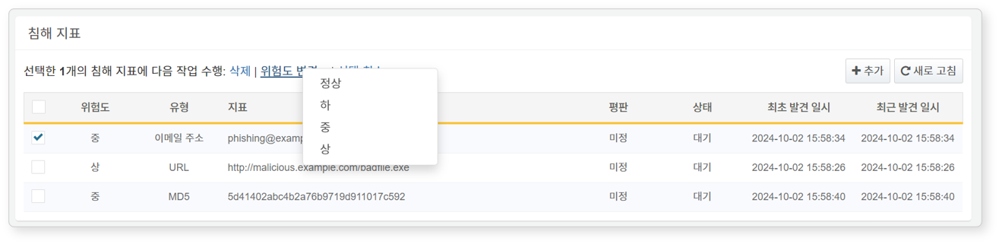 침해 지표
선택한 1개의 침해 지표에 다음 작업 수행: 삭제 | 위험도 변경
추가 새로 고침
정상
하
중
상
위험도 유형 지표 평판 상태 최초 발견 일시 최근 발견 일시
중 이메일 주소 phishing@examp 미정 대기 2024-10-02 15:58:34 2024-10-02 15:58:34
상 URL http://malicious.example.com/badfile.exe 미정 대기 2024-10-02 15:58:26 2024-10-02 15:58:26
중 MD5 5d41402abc4b2a76b9719d911017c592 미정 대기 2024-10-02 15:58:40 2024-10-02 15:58:40